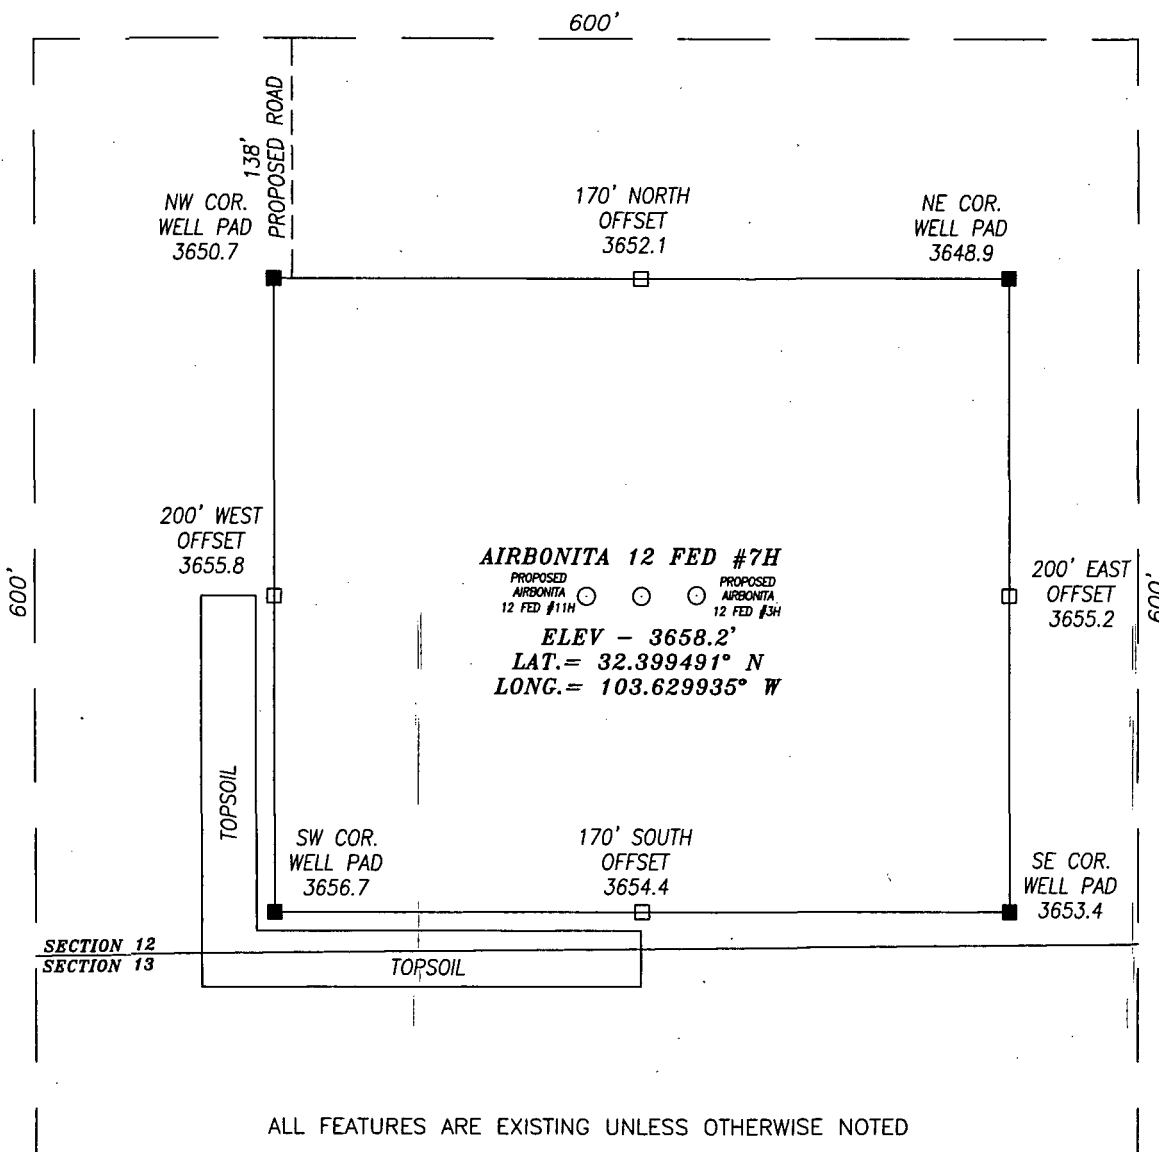 600'
138'
PROPOSED ROAD
NW COR.
WELL PAD
3650.7
170' NORTH
OFFSET
3652.1
NE COR.
WELL PAD
3648.9
200' WEST
OFFSET
3655.8
600'
AIRBONITA 12 FED #7H
PROPOSED
AIRBONITA
12 FED #11H
PROPOSED
AIRBONITA
12 FED #3H
ELEV - 3658.2'
LAT.= 32.399491° N
LONG.= 103.629935° W
200' EAST
OFFSET
3655.2
600'
TOPSOIL
SW COR.
WELL PAD
3656.7
170' SOUTH
OFFSET
3654.4
SE COR.
WELL PAD
3653.4
SECTION 12
SECTION 13
TOPSOIL
ALL FEATURES ARE EXISTING UNLESS OTHERWISE NOTED